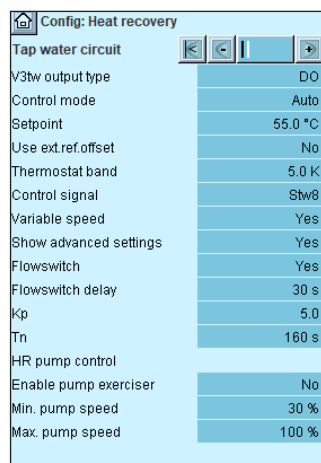 Config: Heat recovery
Tap water circuit
V3tw output type DO
Control mode Auto
Setpoint 55.0 °C
Use ext.ref.offset No
Thermostat band 5.0 K
Control signal Stw8
Variable speed Yes
Show advanced settings Yes
Flowswitch Yes
Flowswitch delay 30 s
Kp 5.0
Tn 160 s
HR pump control
Enable pump exerciser No
Min. pump speed 30 %
Max. pump speed 100 %